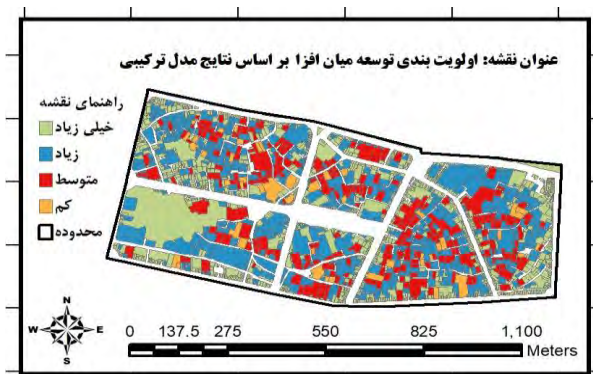 عنوان نقشه: اولویت بندی توسعه میان افزا بر اساس نتایج مدل ترکیبی
راهنمای نقشه
خیلی زیاد
زیاد
متوسط
کم
محدوده
N
W E
S
0 137.5 275 550 825 1,100
Meters